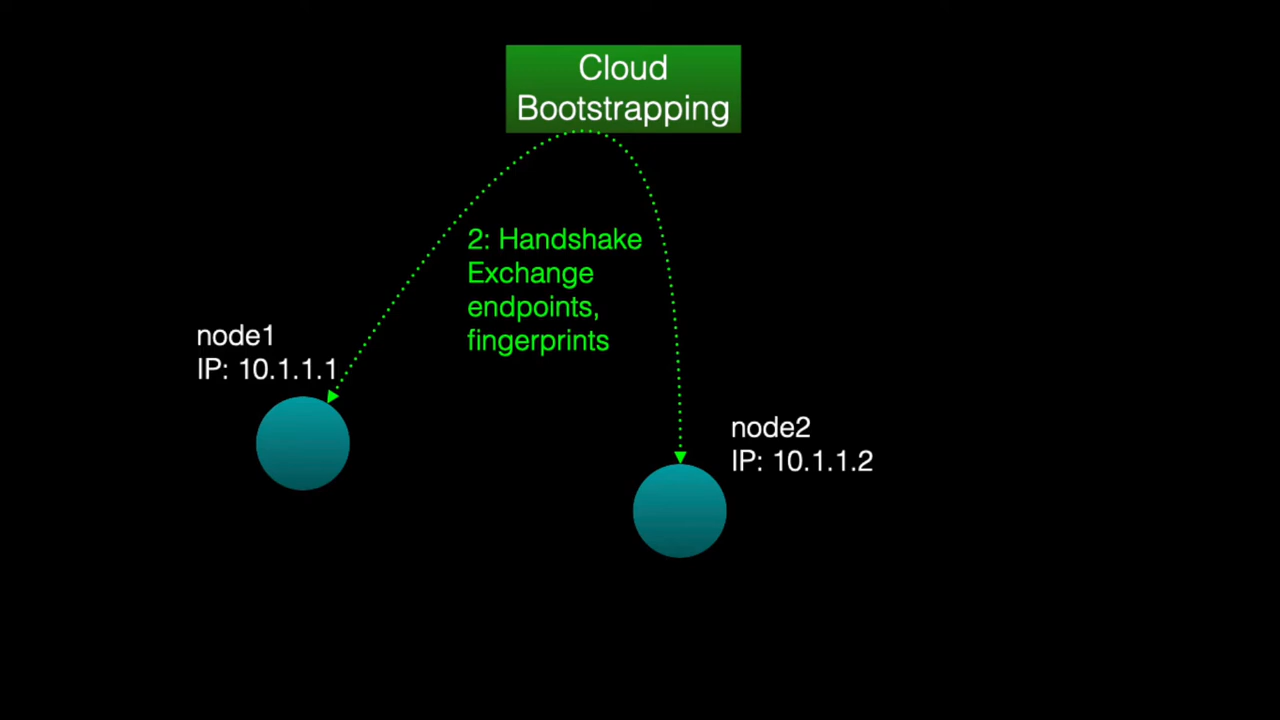 Cloud
Bootstrapping
2: Handshake
Exchange
endpoints,
fingerprints
node1
IP: 10.1.1.1
node2
IP: 10.1.1.2